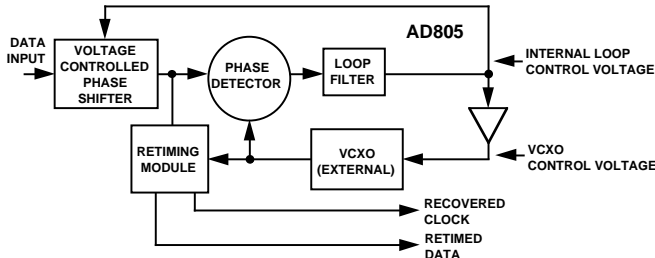 AD805
DATA
INPUT
VOLTAGE
CONTROLLED
PHASE
SHIFTER
PHASE
DETECTOR
LOOP
FILTER
INTERNAL LOOP
CONTROL VOLTAGE
RETIMING
MODULE
VCXO
(EXTERNAL)
VCXO
CONTROL VOLTAGE
RECOVERED
CLOCK
RETIMED
DATA